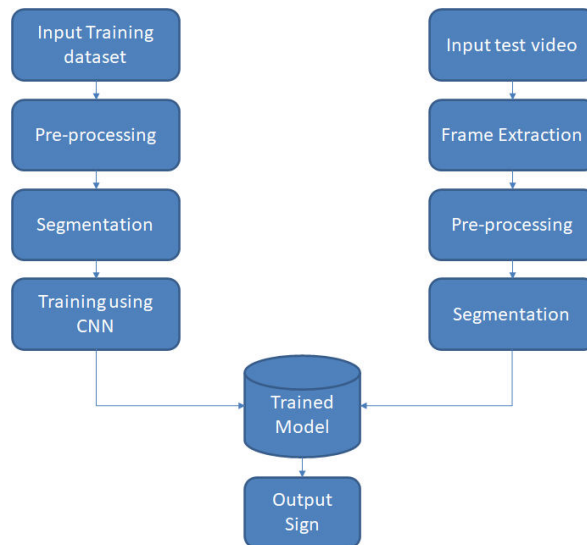 Input Training
dataset
Pre-processing
Segmentation
Training using
CNN
Input test video
Frame Extraction
Pre-processing
Segmentation
Trained
Model
Output
Sign